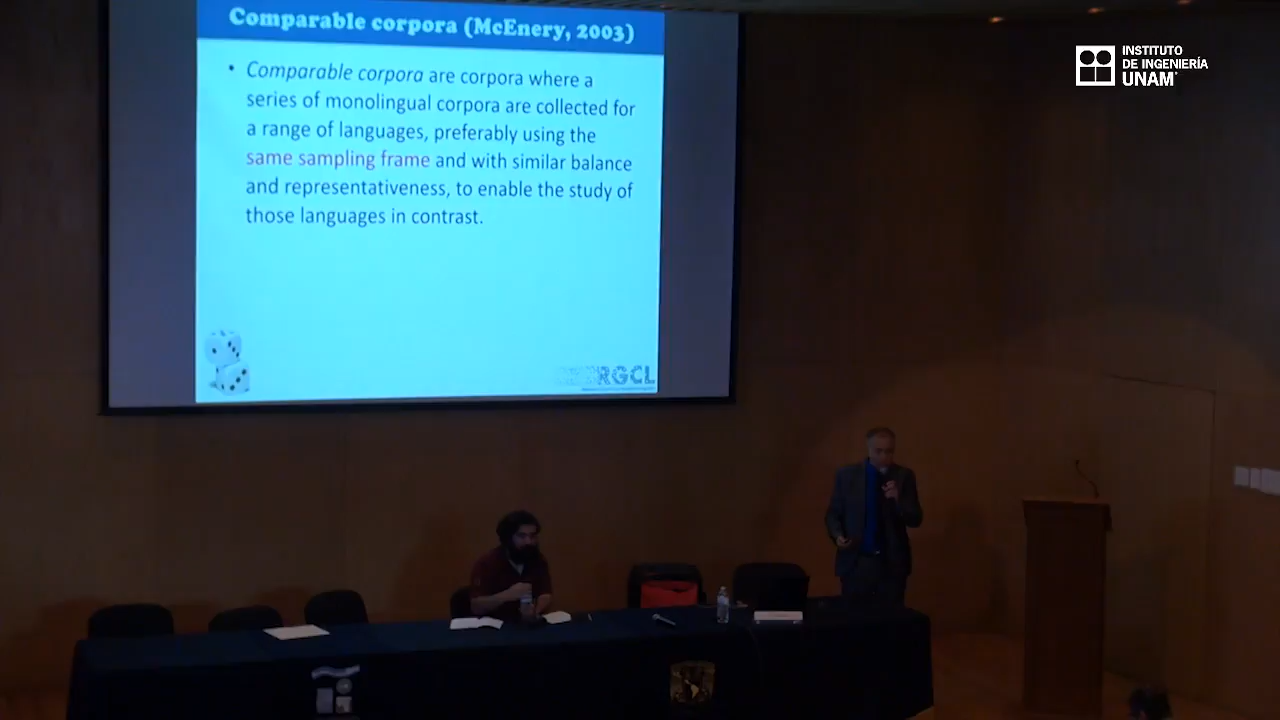 Comparable corpora (McEnery, 2003)
• Comparable corpora are corpora where a
series of monolingual corpora are collected for
a range of languages, preferably using the
same sampling frame and with similar balance
and representativeness, to enable the study of
those languages in contrast.
RGCL
INSTITUTO
DE INGENIERÍA
UNAM